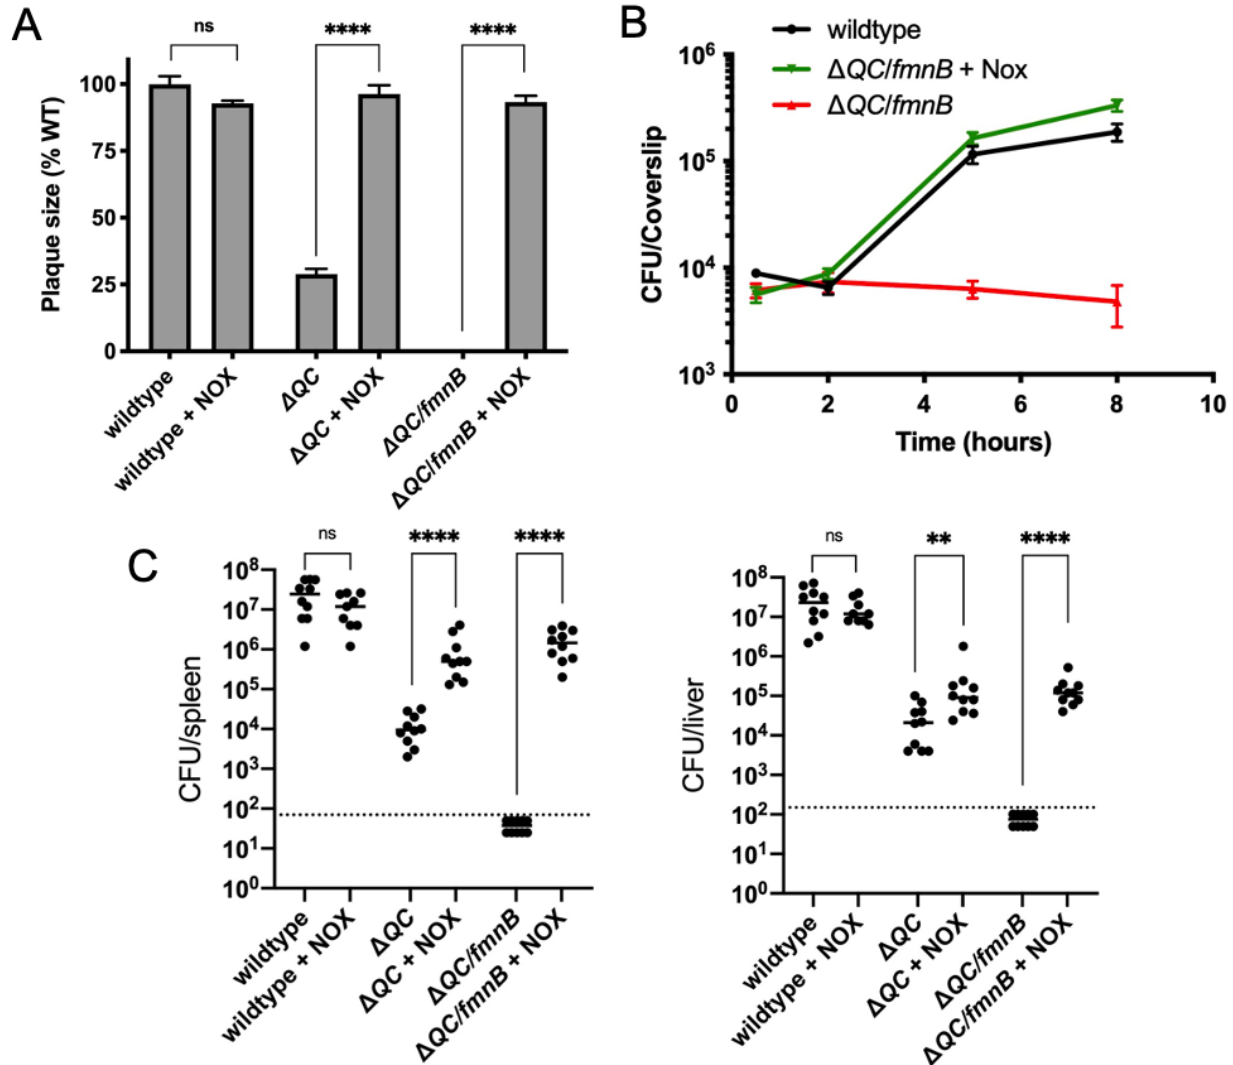 A
ns
****
****
Plaque size (% WT)
100
75
50
25
0
wildtype
wildtype + NOX
ΔQC
ΔQC + NOX
ΔQC/fmnB
ΔQC/fmnB + NOX
B
wildtype
ΔQC/fmnB + Nox
ΔQC/fmnB
CFU/Coverslip
10⁶
10⁵
10⁴
10³
0 2 4 6 8 10
Time (hours)
C
ns
****
****
CFU/spleen
10⁸
10⁷
10⁶
10⁵
10⁴
10³
10²
10¹
10⁰
wildtype
wildtype + NOX
ΔQC
ΔQC + NOX
ΔQC/fmnB
ΔQC/fmnB + NOX
ns
**
****
CFU/liver
10⁸
10⁷
10⁶
10⁵
10⁴
10³
10²
10¹
10⁰
wildtype
wildtype + NOX
ΔQC
ΔQC + NOX
ΔQC/fmnB
ΔQC/fmnB + NOX